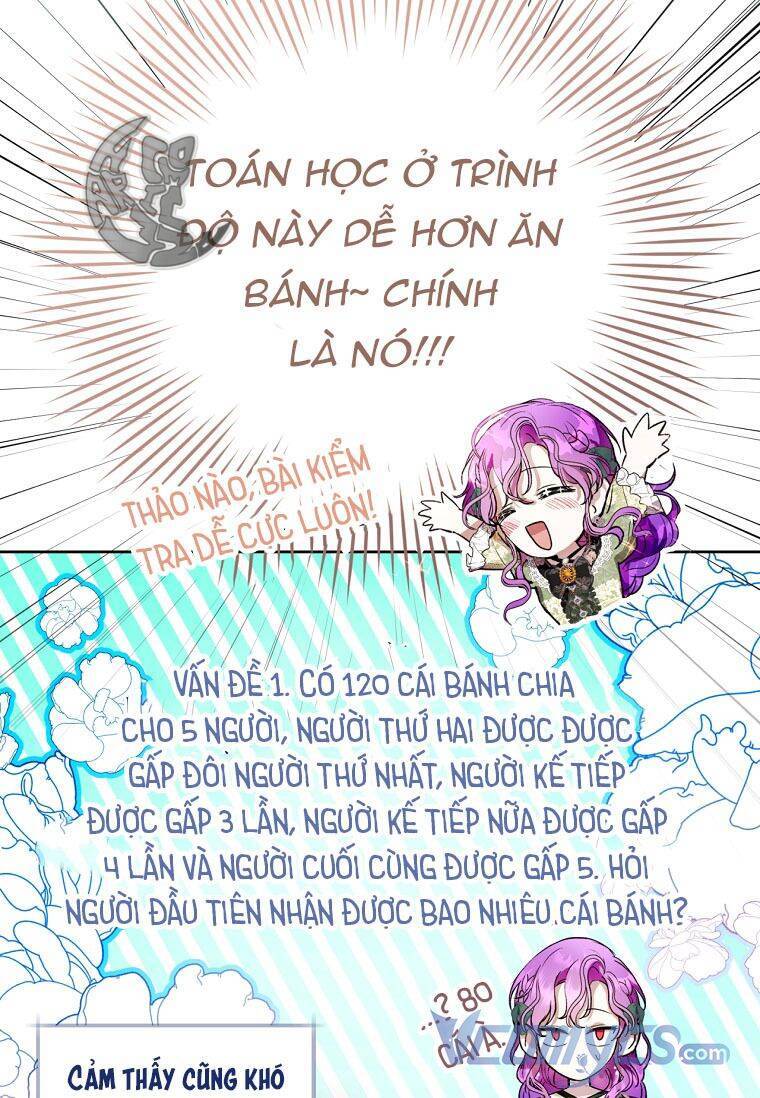 TOÁN HỌC Ở TRÌNH
ĐỘ NÀY DỄ HƠN ĂN
BÁNH~ CHÍNH
LÀ NÓ!!!
THẢO NÀO, BÀI KIỂM
TRA DỄ CỰC LUÔN!
VẤN ĐỀ 1. CÓ 120 CÁI BÁNH CHIA
CHO 5 NGƯỜI, NGƯỜI THỨ HAI ĐƯỢC ĐƯỢC
GẤP ĐÔI NGƯỜI THỨ NHẤT, NGƯỜI KẾ TIẾP
ĐƯỢC GẤP 3 LẦN, NGƯỜI KẾ TIẾP NỮA ĐƯỢC GẤP
4 LẦN VÀ NGƯỜI CUỐI CÙNG ĐƯỢC GẤP 5. HỎI
NGƯỜI ĐẦU TIÊN NHẬN ĐƯỢC BAO NHIÊU CÁI BÁNH?
....? 80
CÁI À..
.com
CẢM THẤY CŨNG KHÓ